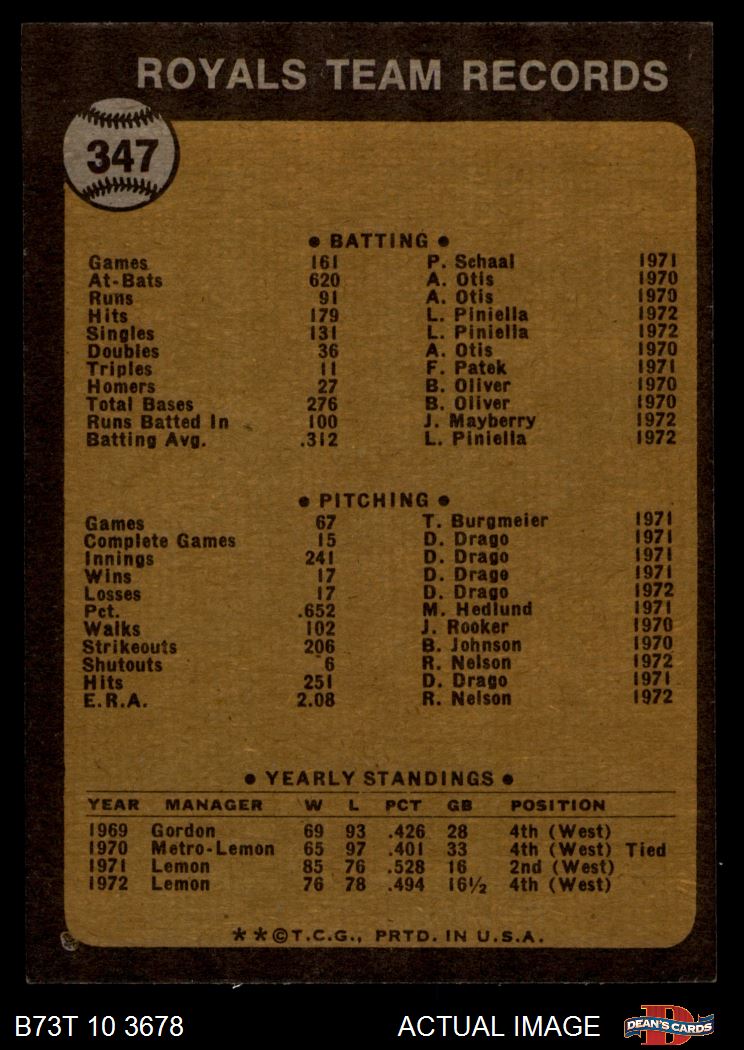 ROYALS TEAM RECORDS
347
• BATTING •
Games 161 P. Schaal 1971
At-Bats 620 A. Otis 1970
Runs 91 A. Otis 1970
Hits 179 L. Piniella 1972
Singles 131 L. Piniella 1972
Doubles 36 A. Otis 1970
Triples 11 F. Patek 1971
Homers 27 B. Oliver 1970
Total Bases 276 B. Oliver 1970
Runs Batted In 100 J. Mayberry 1972
Batting Avg. .312 L. Piniella 1972
• PITCHING •
Games 67 T. Burgmeier 1971
Complete Games 15 D. Drago 1971
Innings 241 D. Drago 1971
Wins 17 D. Drago 1971
Losses 17 D. Drago 1972
Pct. .652 M. Hedlund 1971
Walks 102 J. Rooker 1970
Strikeouts 206 B. Johnson 1970
Shutouts 6 R. Nelson 1972
Hits 251 D. Drago 1971
E.R.A. 2.08 R. Nelson 1972
• YEARLY STANDINGS •
YEAR MANAGER W L PCT GB POSITION
1969 Gordon 69 93 .426 28 4th (West)
1970 Metro-Lemon 65 97 .401 33 4th (West) Tied
1971 Lemon 85 76 .528 16 2nd (West)
1972 Lemon 76 78 .494 16½ 4th (West)
**©T.C.G., PRTD. IN U.S.A.
B73T 10 3678 ACTUAL IMAGE D DEAN'S CARDS